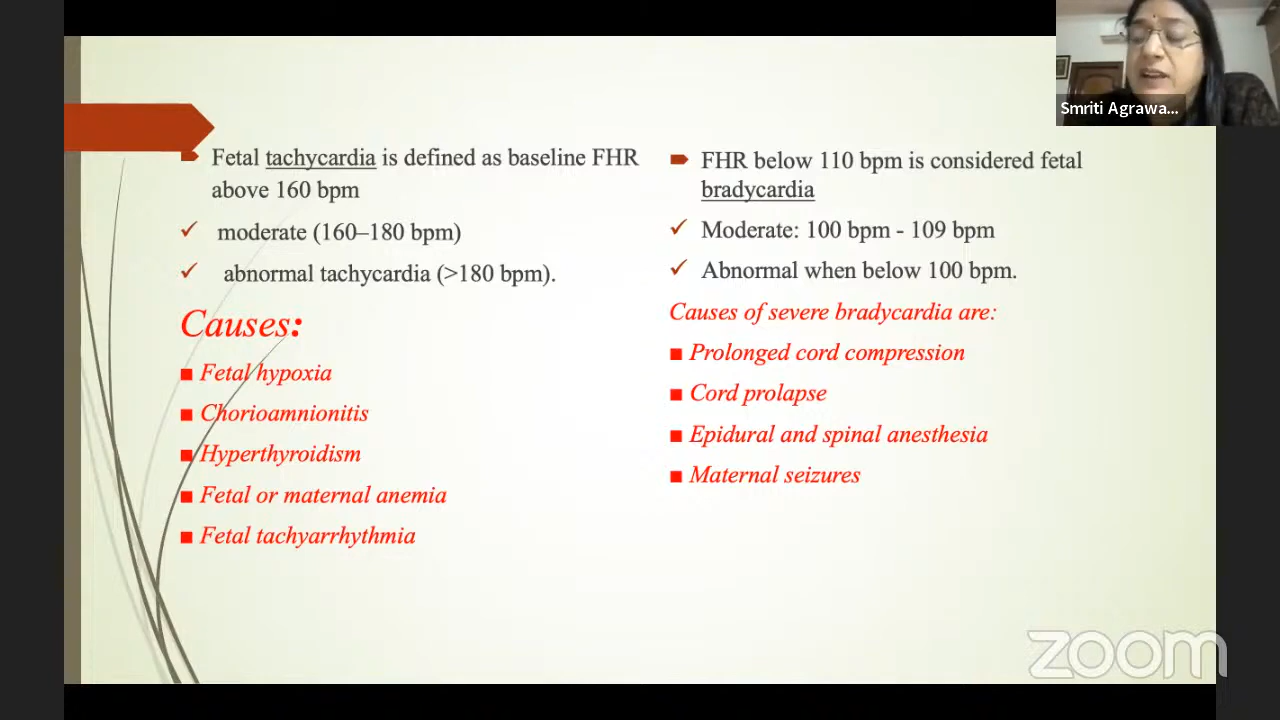 Fetal tachycardia is defined as baseline FHR
above 160 bpm
moderate (160–180 bpm)
abnormal tachycardia (>180 bpm).
Causes:
Fetal hypoxia
Chorioamnionitis
Hyperthyroidism
Fetal or maternal anemia
Fetal tachyarrhythmia
FHR below 110 bpm is considered fetal
bradycardia
Moderate: 100 bpm - 109 bpm
Abnormal when below 100 bpm.
Causes of severe bradycardia are:
Prolonged cord compression
Cord prolapse
Epidural and spinal anesthesia
Maternal seizures
Smriti Agrawa...
zoom